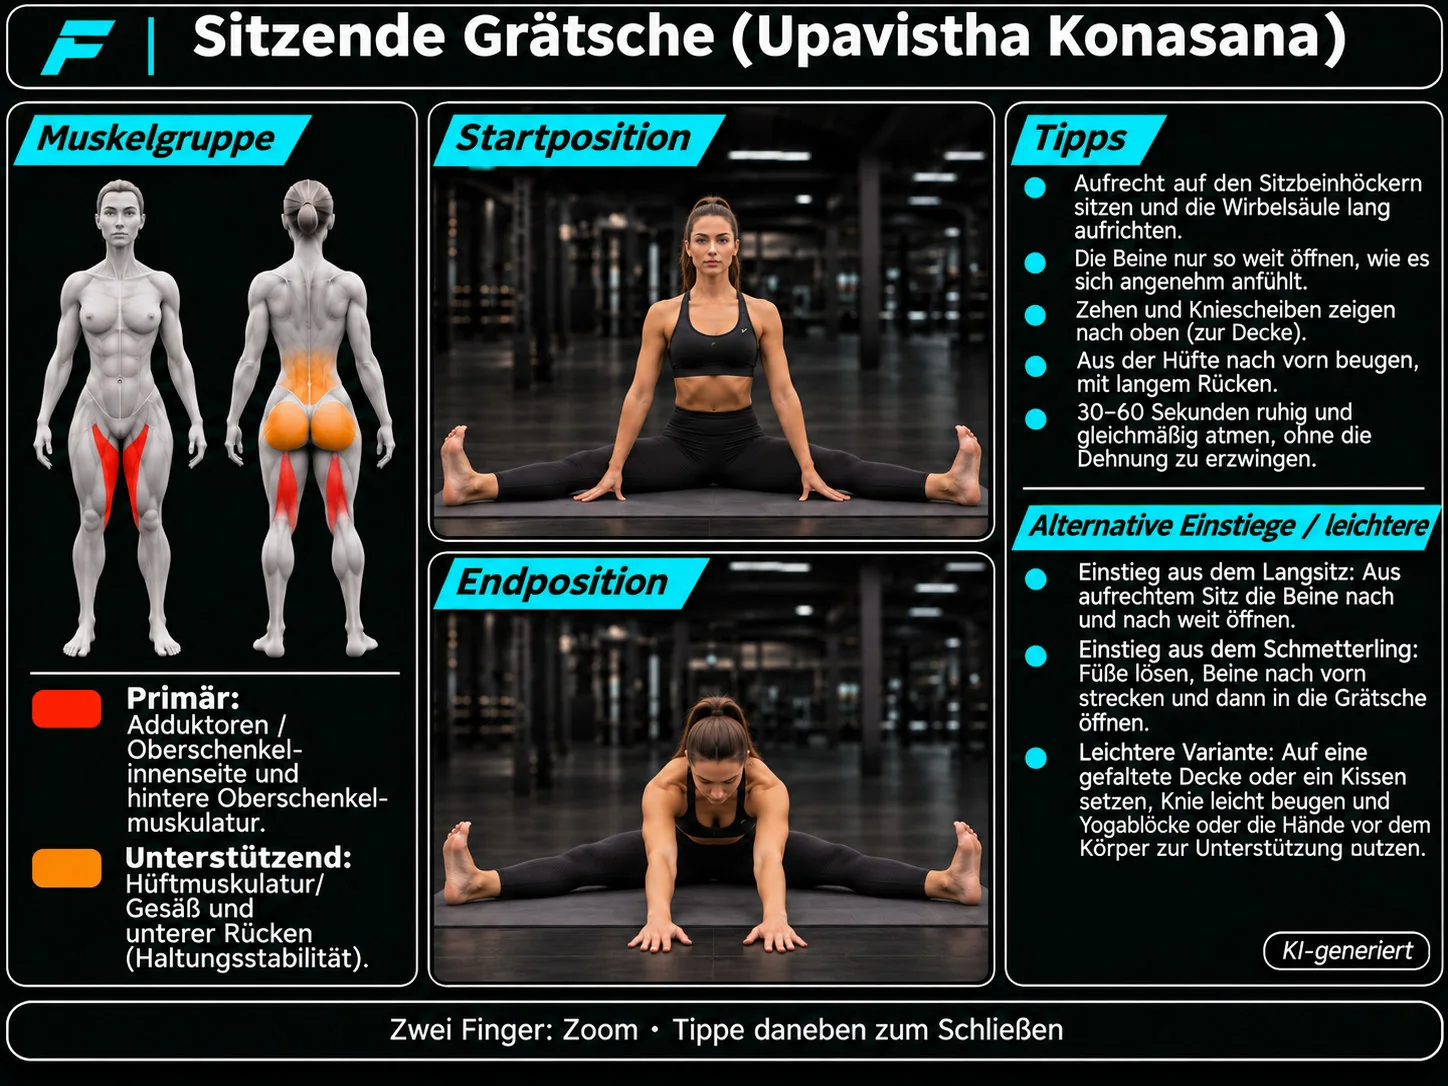 Sitzende Grätsche (Upavistha Konasana)
Muskelgruppe
Primär:
Adduktoren /
Oberschenkel-
innenseite und
hintere Oberschenkel-
muskulatur.
Unterstützend:
Hüftmuskulatur/
Gesäß und
unterer Rücken
(Haltungsstabilität).
Startposition
Endposition
Tipps
Aufrecht auf den Sitzbeinhöckern
sitzen und die Wirbelsäule lang
aufrichten.
Die Beine nur so weit öffnen, wie es
sich angenehm anfühlt.
Zehen und Kniescheiben zeigen
nach oben (zur Decke).
Aus der Hüfte nach vorn beugen,
mit langem Rücken.
30–60 Sekunden ruhig und
gleichmäßig atmen, ohne die
Dehnung zu erzwingen.
Alternative Einstiege / leichtere
Einstieg aus dem Langsitz: Aus
aufrechtem Sitz die Beine nach
und nach weit öffnen.
Einstieg aus dem Schmetterling:
Füße lösen, Beine nach vorn
strecken und dann in die Grätsche
öffnen.
Leichtere Variante: Auf eine
gefaltete Decke oder ein Kissen
setzen, Knie leicht beugen und
Yogablöcke oder die Hände vor dem
Körper zur Unterstützung nutzen.
KI-generiert
Zwei Finger: Zoom • Tippe daneben zum Schließen